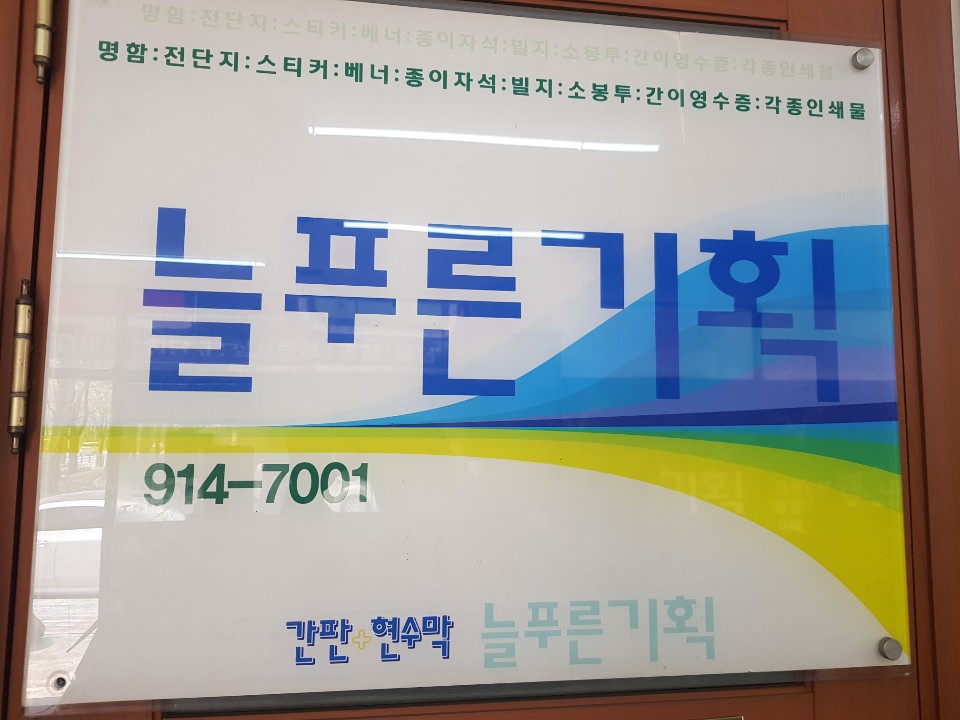 명함:전단지:스티커:베너:종이자석:빌지:소봉투:간이영수증:각종인쇄물
늘푸른기획
914-7001
간판+현수막 늘푸른기획